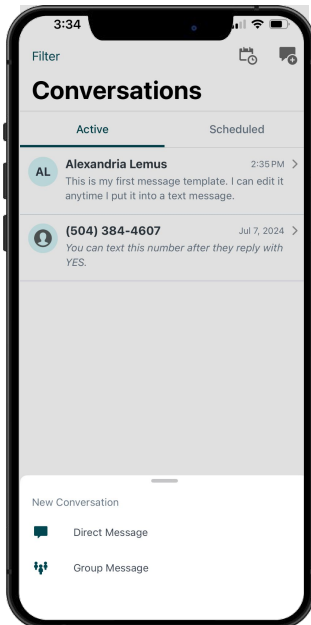 3:34
Filter
Conversations
Active Scheduled
AL Alexandria Lemus 2:35 PM
This is my first message template. I can edit it
anytime I put it into a text message.
(504) 384-4607 Jul 7, 2024
You can text this number after they reply with
YES.
New Conversation
Direct Message
Group Message